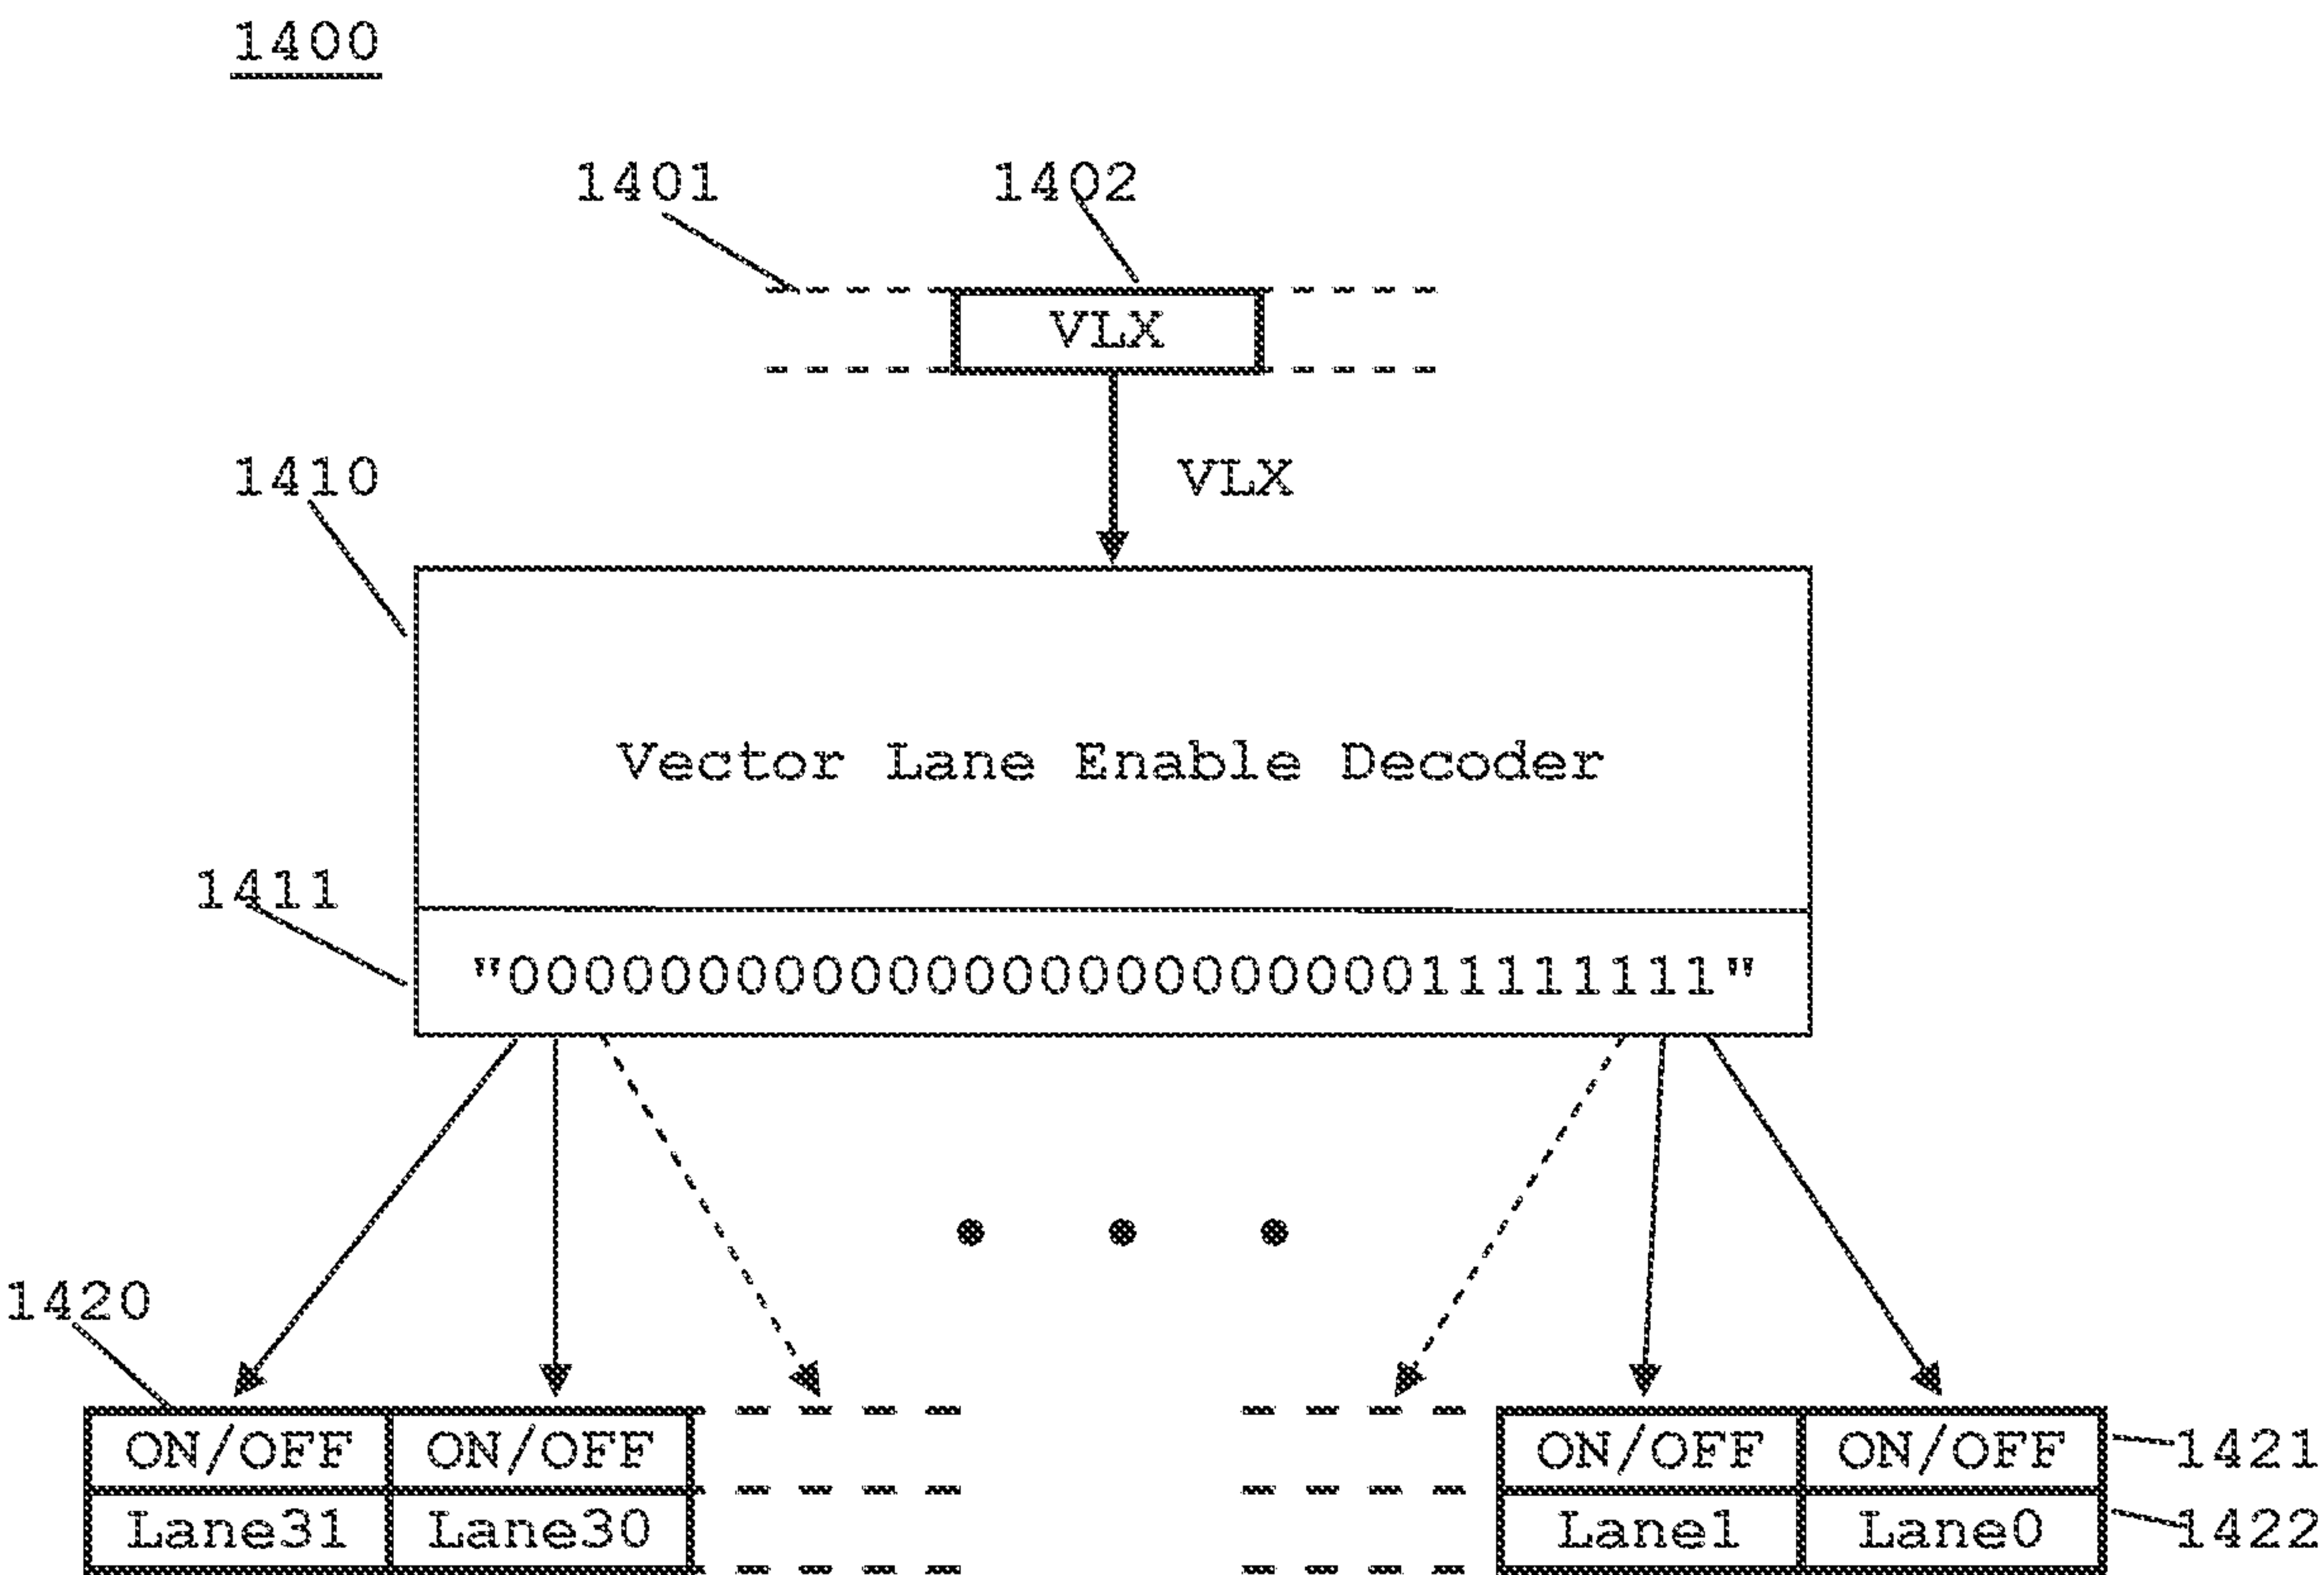 1400
1401 1402
VLX
1410 VLX
Vector Lane Enable Decoder
1411
"00000000000000000000000011111111"
1420
ON/OFF ON/OFF ON/OFF ON/OFF 1421
Lane31 Lane30 Lane1 Lane0 1422